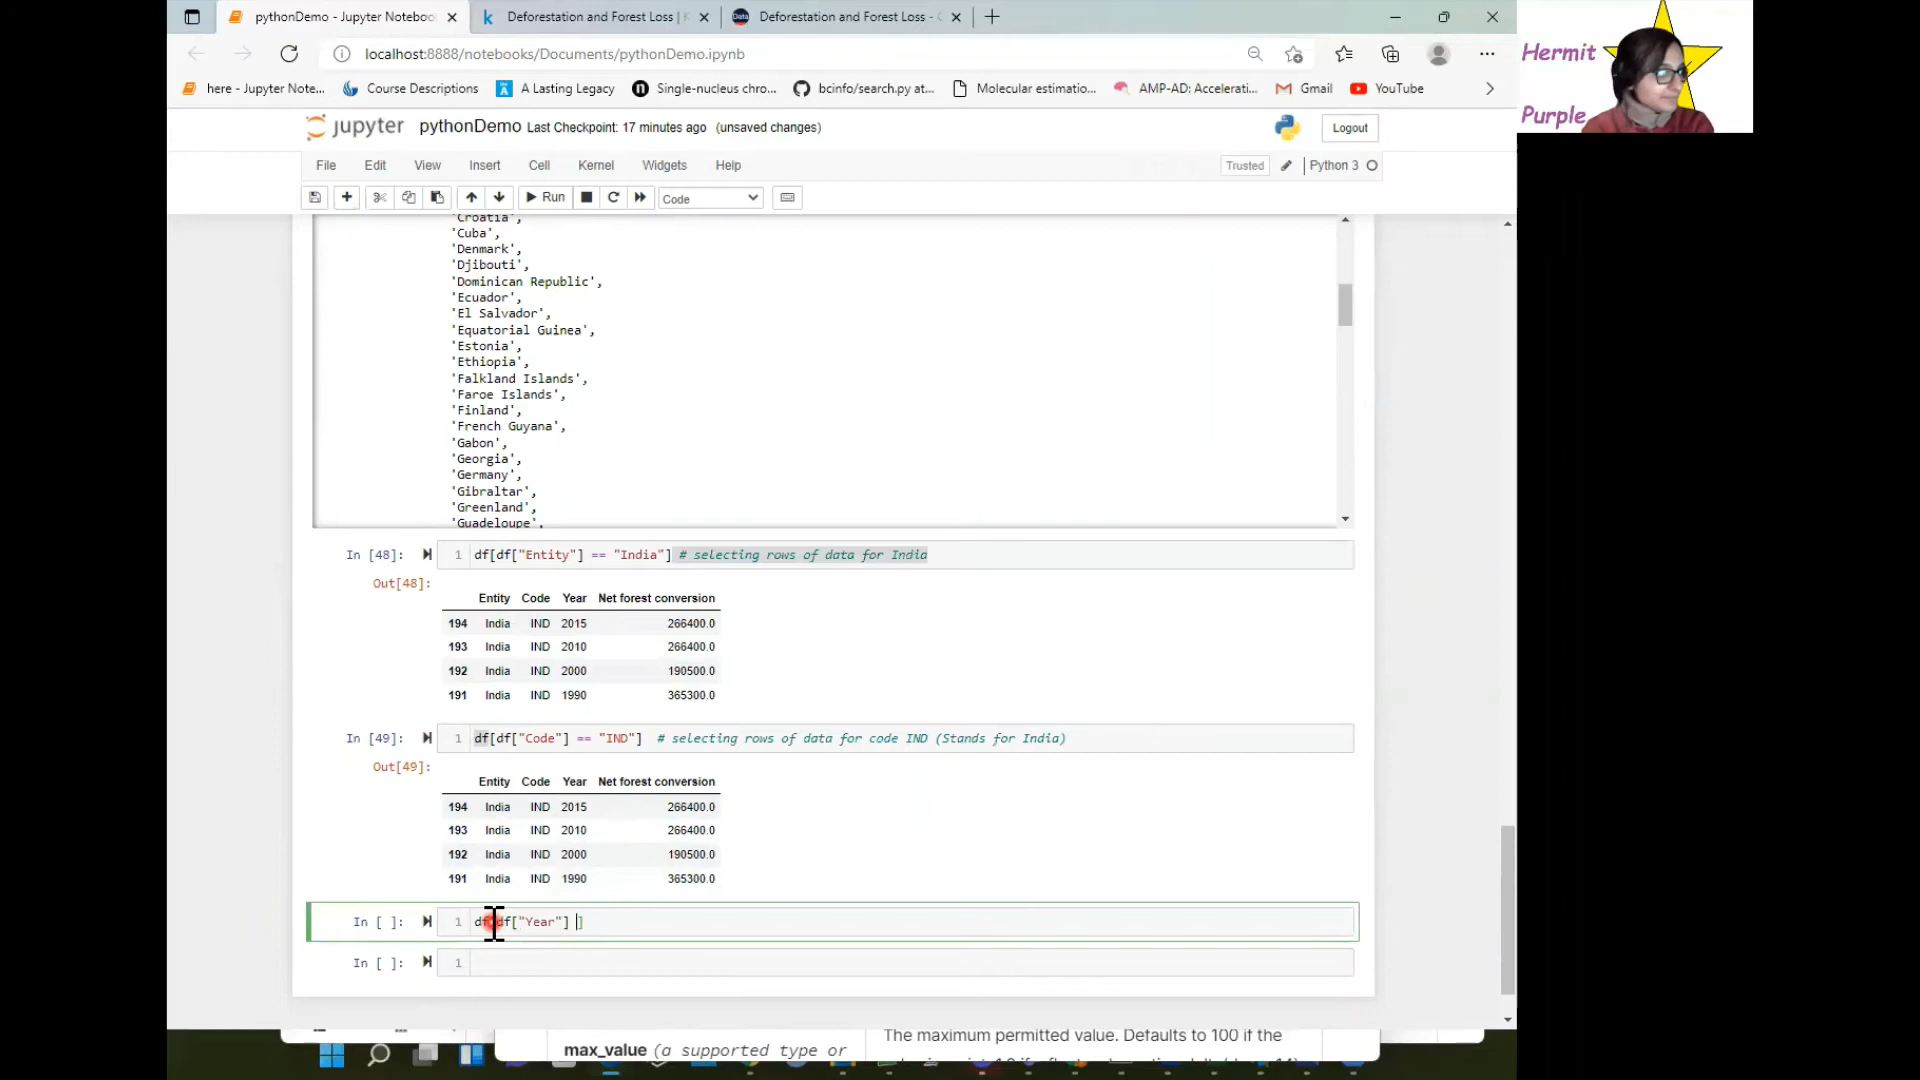 pythonDemo - Jupyter Noteboo
Deforestation and Forest Loss |
Data
Deforestation and Forest Loss -
localhost:8888/notebooks/Documents/pythonDemo.ipynb
here - Jupyter Note...
Course Descriptions
A Lasting Legacy
Single-nucleus chro...
bcinfo/search.py at...
Molecular estimatio...
AMP-AD: Accelerati...
Gmail
YouTube
Hermit
Purple
jupyter pythonDemo Last Checkpoint: 17 minutes ago (unsaved changes)
Logout
File Edit View Insert Cell Kernel Widgets Help
Trusted
Python 3
Run
Code
'Croatia',
'Cuba',
'Denmark',
'Djibouti',
'Dominican Republic',
'Ecuador',
'El Salvador',
'Equatorial Guinea',
'Estonia',
'Ethiopia',
'Falkland Islands',
'Faroe Islands',
'Finland',
'French Guyana',
'Gabon',
'Georgia',
'Germany',
'Gibraltar',
'Greenland',
'Guadeloupe',
In [48]: 1 df[df["Entity"] == "India"] # selecting rows of data for India
Out[48]:
Entity Code Year Net forest conversion
194 India IND 2015 266400.0
193 India IND 2010 266400.0
192 India IND 2000 190500.0
191 India IND 1990 365300.0
In [49]: 1 df[df["Code"] == "IND"] # selecting rows of data for code IND (Stands for India)
Out[49]:
Entity Code Year Net forest conversion
194 India IND 2015 266400.0
193 India IND 2010 266400.0
192 India IND 2000 190500.0
191 India IND 1990 365300.0
In [ ]: 1 df[df["Year"] ]
In [ ]: 1
max_value (a supported type or
The maximum permitted value. Defaults to 100 if the